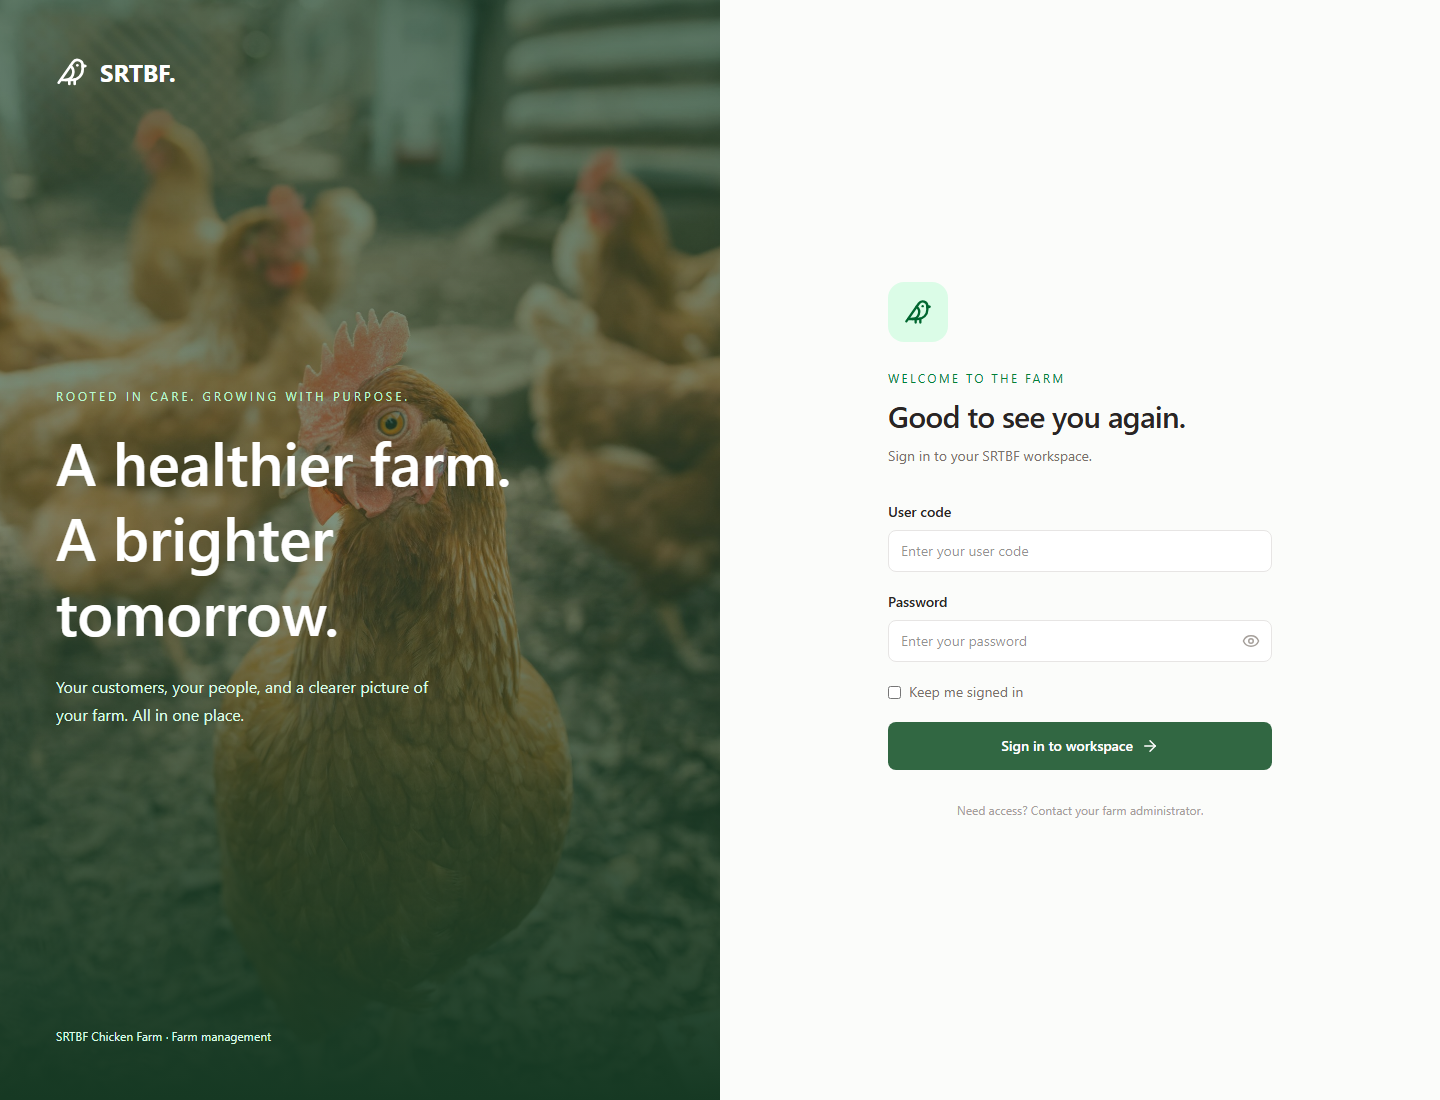 SRTBF.
ROOTED IN CARE. GROWING WITH PURPOSE.
A healthier farm.
A brighter
tomorrow.
Your customers, your people, and a clearer picture of
your farm. All in one place.
SRTBF Chicken Farm · Farm management
WELCOME TO THE FARM
Good to see you again.
Sign in to your SRTBF workspace.
User code
Enter your user code
Password
Enter your password
Keep me signed in
Sign in to workspace
Need access? Contact your farm administrator.